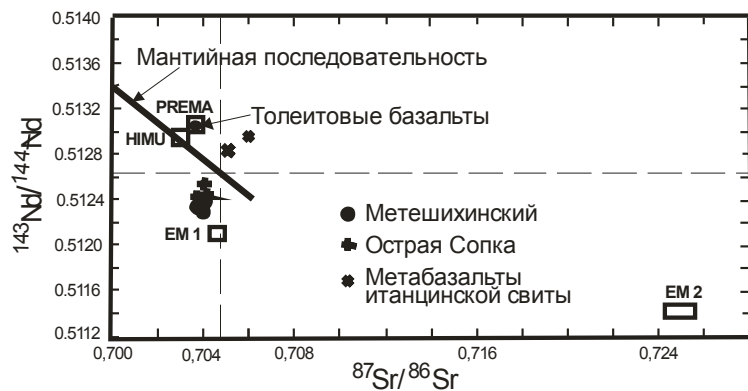 0.5140
Мантийная последовательность
0.5136
PREMA
0.5132
Толеитовые базальты
HIMU
0.5128
143Nd/144Nd
0.5124
Метешихинский
0.5120
EM 1
Острая Сопка
Метабазальты
итанцинской свиты
0.5116
EM 2
0.5112
0,700 0,704 0,708 0,716 0,724
87Sr/86Sr